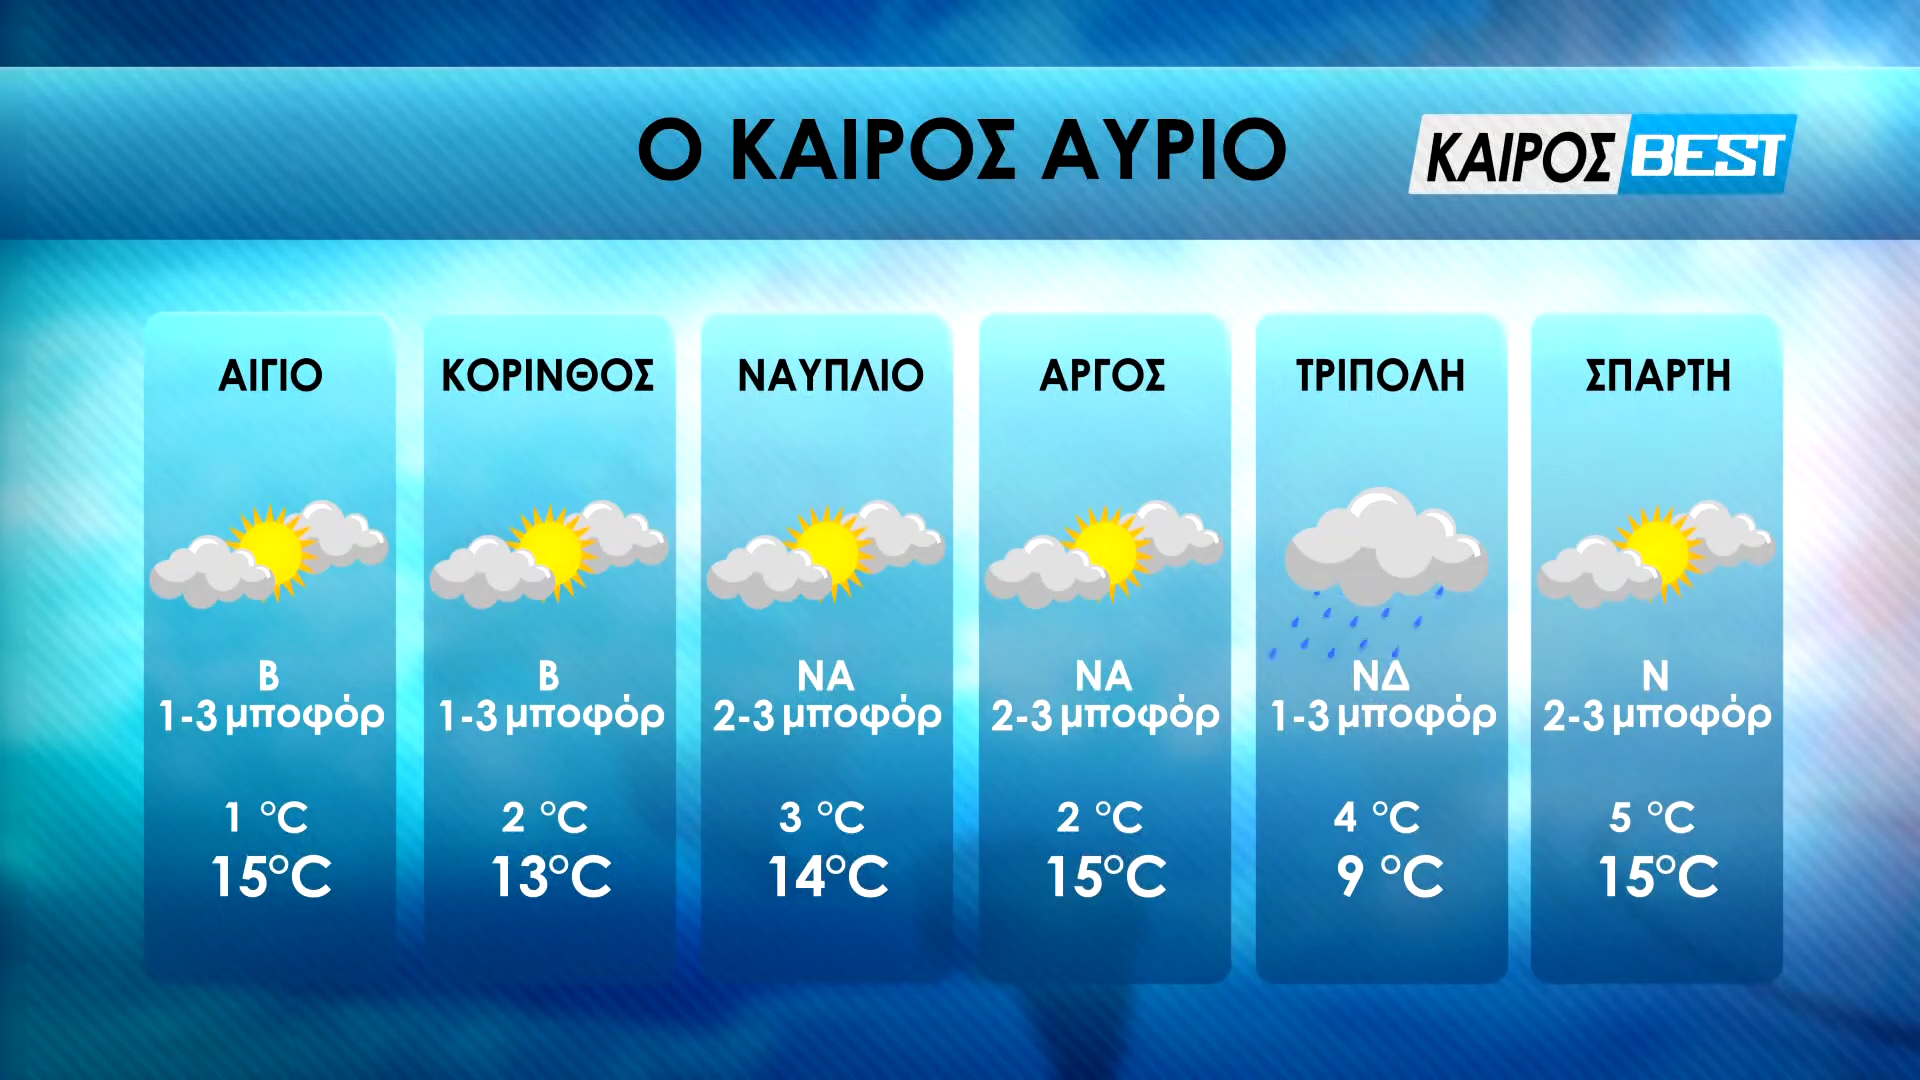 Ο ΚΑΙΡΟΣ ΑΥΡΙΟ
ΚΑΙΡΟΣ BEST
ΑΙΓΙΟ
Β
1-3 μποφόρ
1 °C
15°C
ΚΟΡΙΝΘΟΣ
Β
1-3 μποφόρ
2 °C
13°C
ΝΑΥΠΛΙΟ
ΝΑ
2-3 μποφόρ
3 °C
14°C
ΑΡΓΟΣ
ΝΑ
2-3 μποφόρ
2 °C
15°C
ΤΡΙΠΟΛΗ
ΝΔ
1-3 μποφόρ
4 °C
9 °C
ΣΠΑΡΤΗ
Ν
2-3 μποφόρ
5 °C
15°C